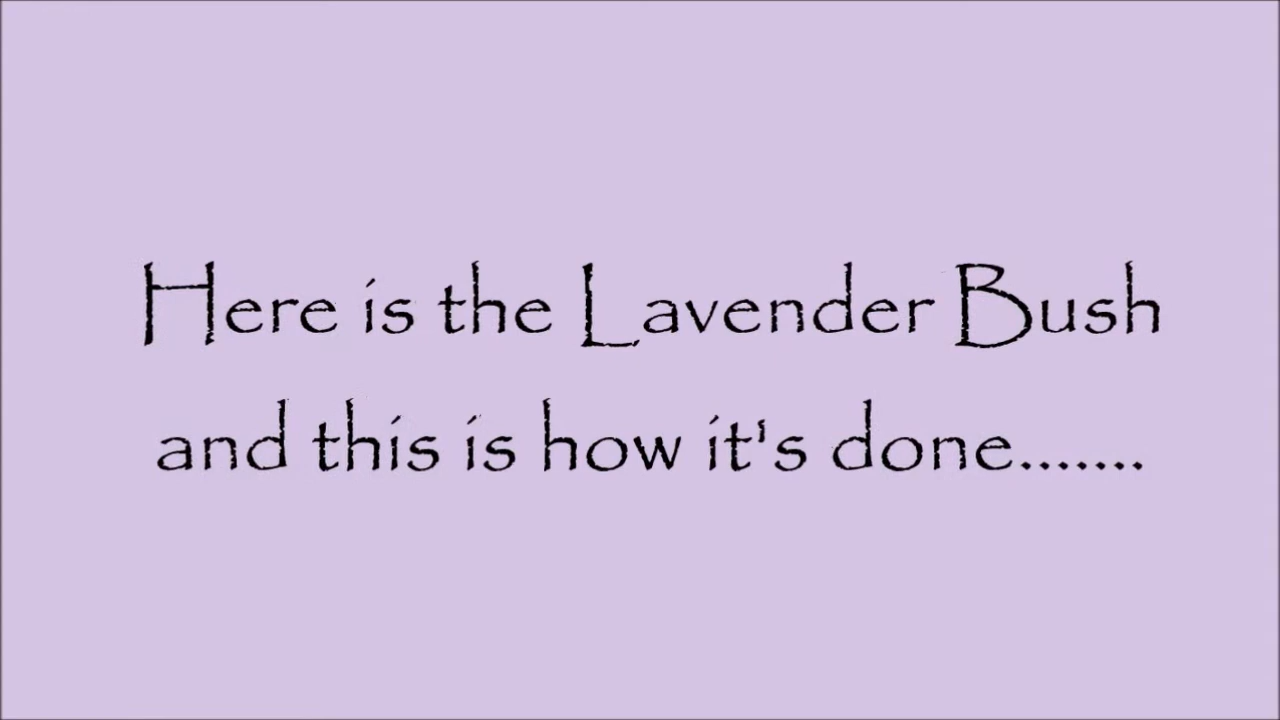 Here is the Lavender Bush
and this is how it's done.......